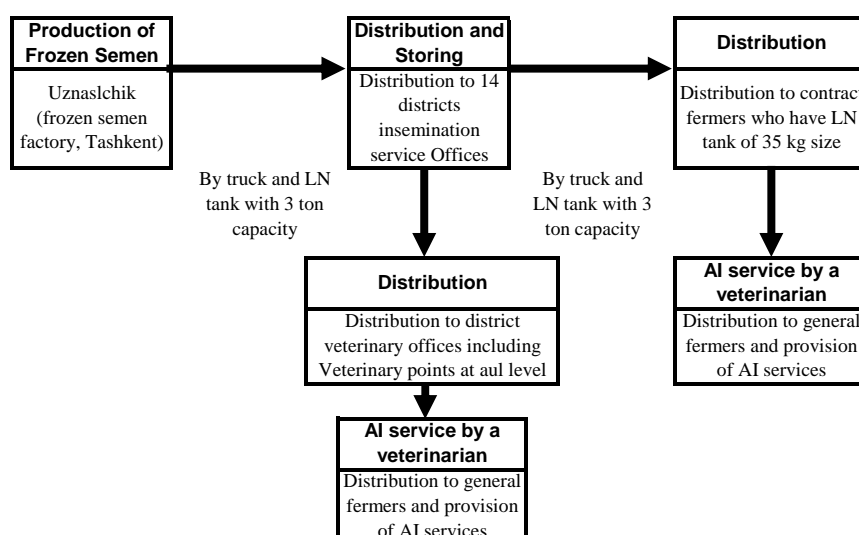 Production of
Frozen Semen
Uznaslchik
(frozen semen
factory, Tashkent)
By truck and LN
tank with 3 ton
capacity
Distribution and
Storing
Distribution to 14
districts
insemination
service Offices
By truck and
LN tank with 3
ton capacity
Distribution
Distribution to contract
fermers who have LN
tank of 35 kg size
Distribution
Distribution to district
veterinary offices including
Veterinary points at aul level
AI service by a
veterinarian
Distribution to general
fermers and provision
of AI services
AI service by a
veterinarian
Distribution to general
fermers and provision
of AI services